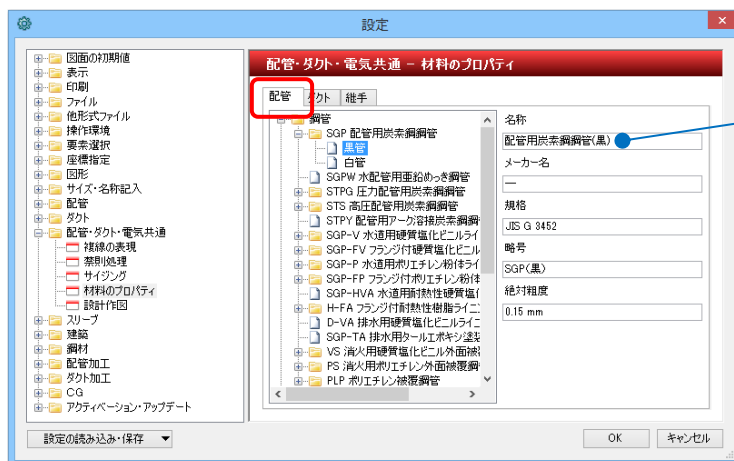 設定
図面の初期値
表示
印刷
ファイル
他形式ファイル
操作環境
要素選択
座標指定
図形
サイズ・名称記入
配管
ダクト
配管・ダクト・電気共通
複線の表現
禁則処理
サイジング
材料のプロパティ
設計作図
スリーブ
建築
鋼材
配管加工
ダクト加工
CG
アクティベーション・アップデート
配管・ダクト・電気共通 － 材料のプロパティ
配管 ダクト 継手
鋼管
SGP 配管用炭素鋼鋼管
黒管
白管
SGPW 水配管用亜鉛めっき鋼管
STPG 圧力配管用炭素鋼鋼管
STS 高圧配管用炭素鋼鋼管
STPY 配管用アーク溶接炭素鋼鋼
SGP-V 水道用硬質塩化ビニルライ
SGP-FV フランジ付硬質塩化ビニル
SGP-P 水道用ポリエチレン粉体ライ
SGP-FP フランジ付ポリエチレン粉体
SGP-HVA 水道用耐熱性硬質塩
H-FA フランジ付耐熱性樹脂ライニ
D-VA 排水用硬質塩化ビニルライニ
SGP-TA 排水用タールエポキシ塗装
VS 消火用硬質塩化ビニル外面被
PS 消火用ポリエチレン外面被覆鋼
PLP ポリエチレン被覆鋼管
名称
配管用炭素鋼鋼管(黒)
メーカー名
―
規格
JIS G 3452
略号
SGP(黒)
絶対粗度
0.15 mm
設定の読み込み・保存
OK キャンセル